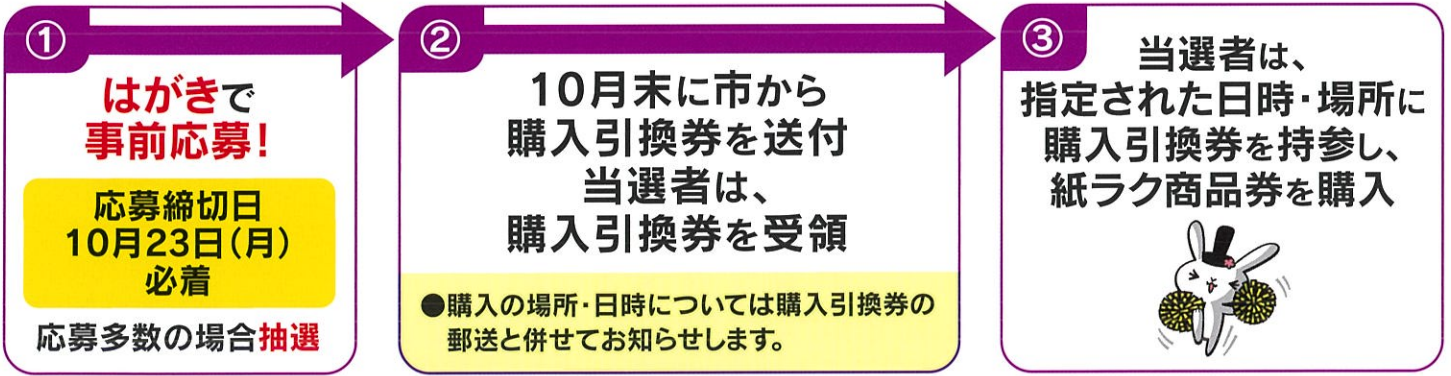 ①
はがきで
事前応募!
応募締切日
10月23日(月)
必着
応募多数の場合抽選
②
10月末に市から
購入引換券を送付
当選者は、
購入引換券を受領
●購入の場所・日時については購入引換券の
郵送と併せてお知らせします。
③
当選者は、
指定された日時・場所に
購入引換券を持参し、
紙ラク商品券を購入